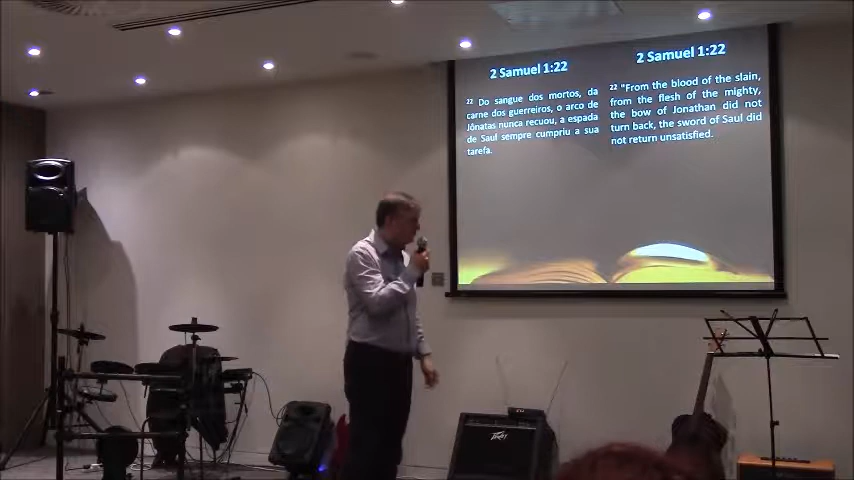 2 Samuel 1:22
22 Do sangue dos mortos, da
carne dos guerreiros, o arco de
Jônatas nunca recuou, a espada
de Saul sempre cumpriu a sua
tarefa.
2 Samuel 1:22
22 "From the blood of the slain,
from the flesh of the mighty,
the bow of Jonathan did not
turn back, the sword of Saul did
not return unsatisfied.
PEAVEY